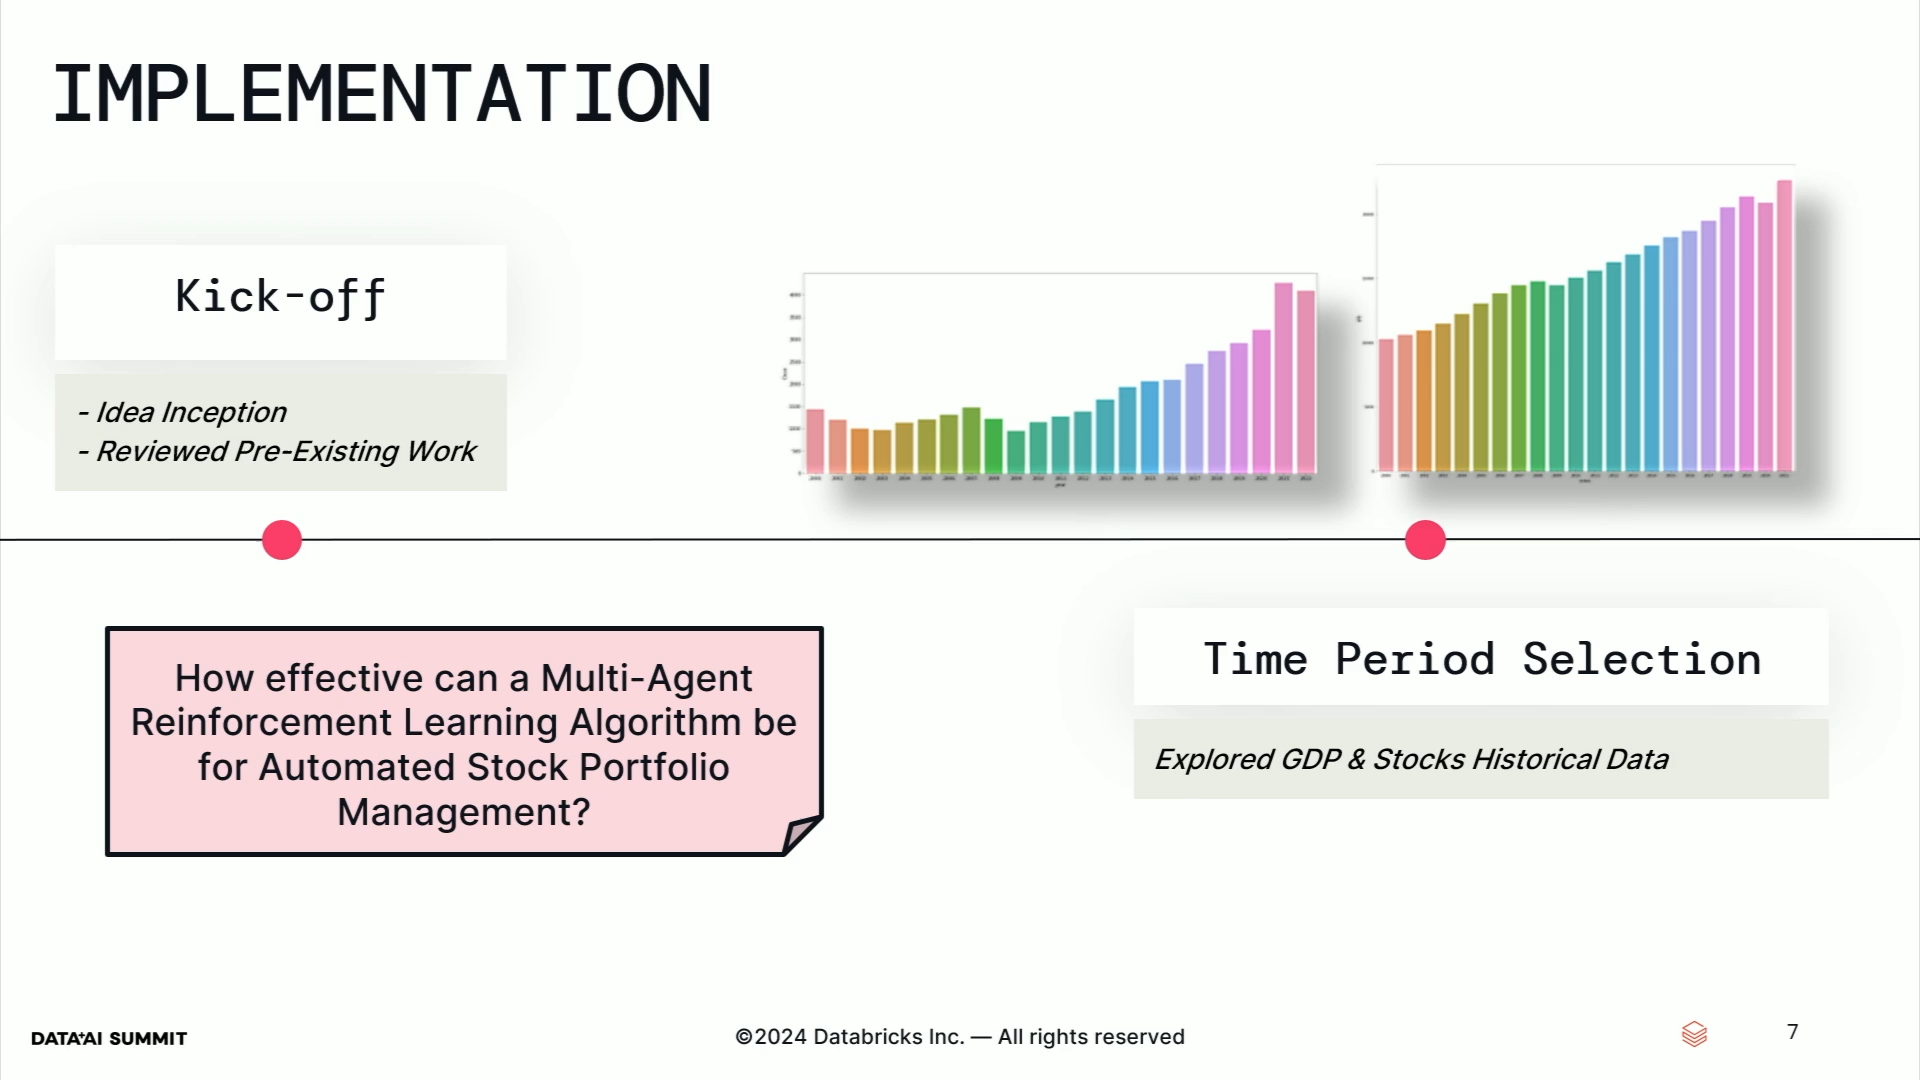 IMPLEMENTATION
Kick-off
- Idea Inception
- Reviewed Pre-Existing Work
How effective can a Multi-Agent
Reinforcement Learning Algorithm be
for Automated Stock Portfolio
Management?
Time Period Selection
Explored GDP & Stocks Historical Data
DATA+AI SUMMIT
©2024 Databricks Inc. — All rights reserved
7